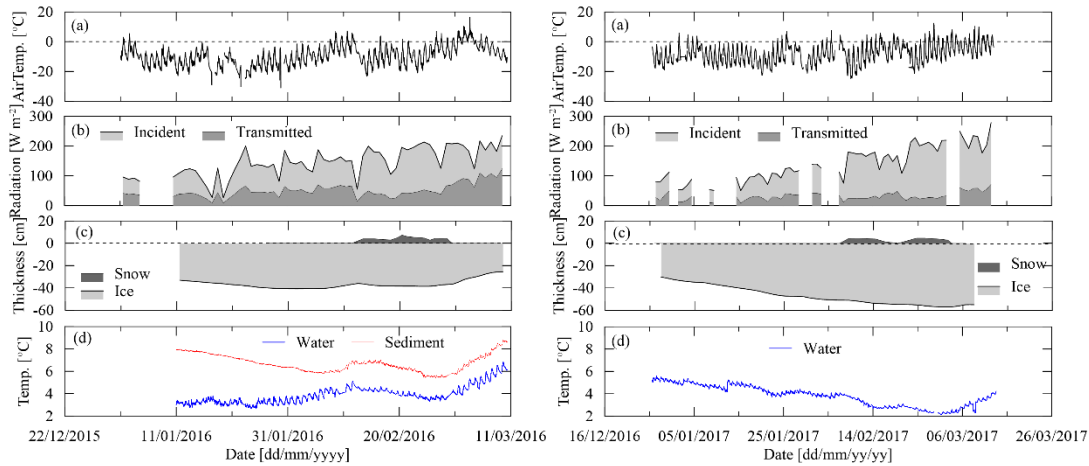 (a)
AirTemp. [°C]
20
0
-20
-40
(b)
Incident
Transmitted
Radiation [W m⁻²]
300
200
100
0
(c)
Thickness [cm]
20
0
-20
-40
-60
Snow
Ice
(d)
Water
Sediment
Temp. [°C]
10
8
6
4
2
22/12/2015 11/01/2016 31/01/2016 20/02/2016 11/03/2016
Date [dd/mm/yyyy]
(a)
AirTemp. [°C]
20
0
-20
-40
(b)
Incident
Transmitted
Radiation [W m⁻²]
300
200
100
0
(c)
Thickness [cm]
20
0
-20
-40
-60
Snow
Ice
(d)
Water
Temp. [°C]
10
8
6
4
2
16/12/2016 05/01/2017 25/01/2017 14/02/2017 06/03/2017 26/03/2017
Date [dd/mm/yy/yy]